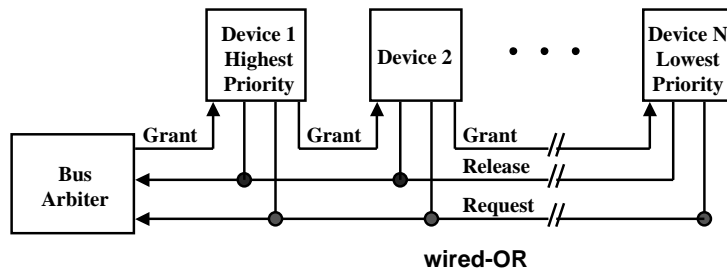 Device 1
Highest
Priority
Device 2
Device N
Lowest
Priority
Grant
Grant
Grant
Bus
Arbiter
Release
Request
wired-OR